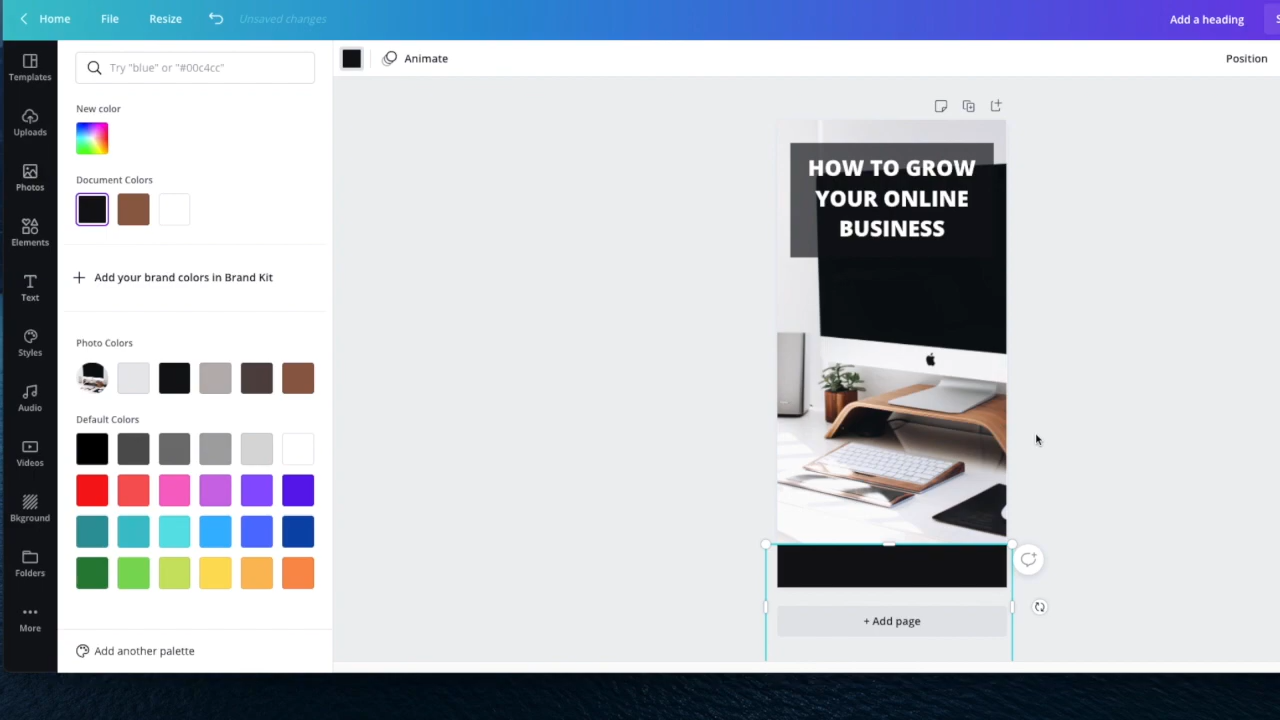 Home File Resize Unsaved changes Add a heading
Templates
Uploads
Photos
Elements
Text
Styles
Audio
Videos
Bkground
Folders
More
Try "blue" or "#00c4cc"
New color
Document Colors
+ Add your brand colors in Brand Kit
Photo Colors
Default Colors
Add another palette
Animate Position
HOW TO GROW
YOUR ONLINE
BUSINESS
+ Add page